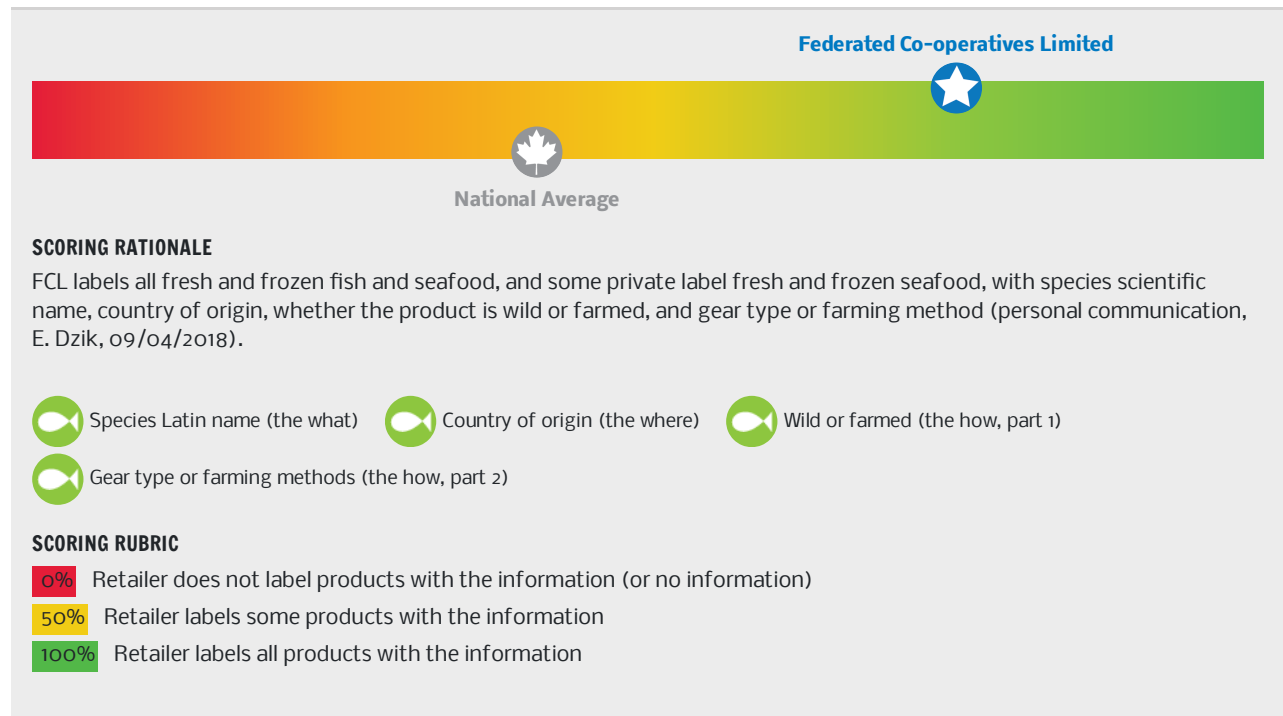 Federated Co-operatives Limited
National Average
SCORING RATIONALE
FCL labels all fresh and frozen fish and seafood, and some private label fresh and frozen seafood, with species scientific
name, country of origin, whether the product is wild or farmed, and gear type or farming method (personal communication,
E. Dzik, 09/04/2018).
Species Latin name (the what) Country of origin (the where) Wild or farmed (the how, part 1)
Gear type or farming methods (the how, part 2)
SCORING RUBRIC
0% Retailer does not label products with the information (or no information)
50% Retailer labels some products with the information
100% Retailer labels all products with the information